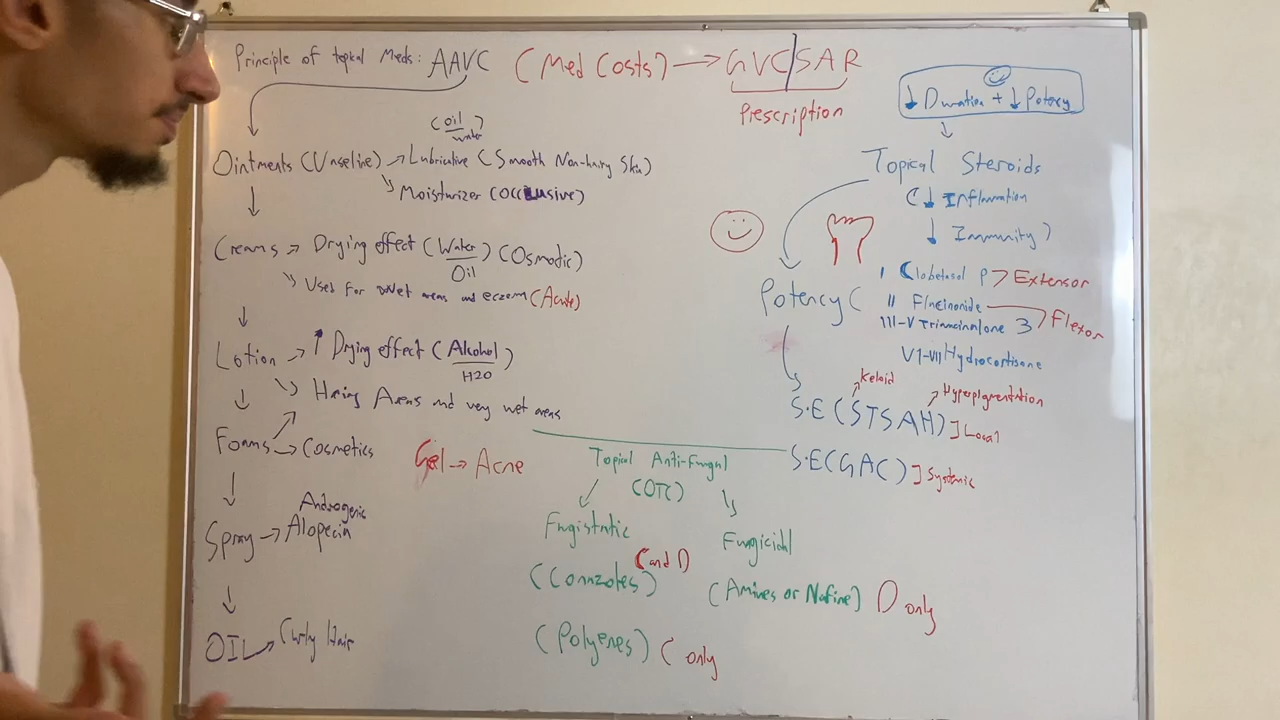 Principle of topical Meds: AAVC (Med Costs) → GVC/SAR
Prescription
↓ Duration + ↓ Potency
Topical Steroids
(↓ Inflammation
↓ Immunity)
(Oil/water)
Ointments (Vaseline) → Lubricative (Smooth Non-hairy Skin)
Moisturizer (Occlusive)
Creams → Drying effect (Water/Oil) (Osmotic)
Used for wet areas and eczema (Acute)
Lotion → ↑ Drying effect (Alcohol/H2O)
Hairy Areas and very wet areas
Foams → Cosmetics
Gel → Acne
Spray → Androgenic
Alopecia
OIL → Curly Hair
Potency (
I Clobetasol P > Extensor
II Flucinonide
III-V Triamcinalone } Flexor
VI-VII Hydrocortisone
Keloid
Hyperpigmentation
S.E (STSAH) ] Local
S.E (GAC) ] Systemic
Topical Anti-Fungal
(OTC)
Fugistatic
Fungicidal
(Conazoles) C and D
(Amines or Nafine) D only
(Polyenes) C only